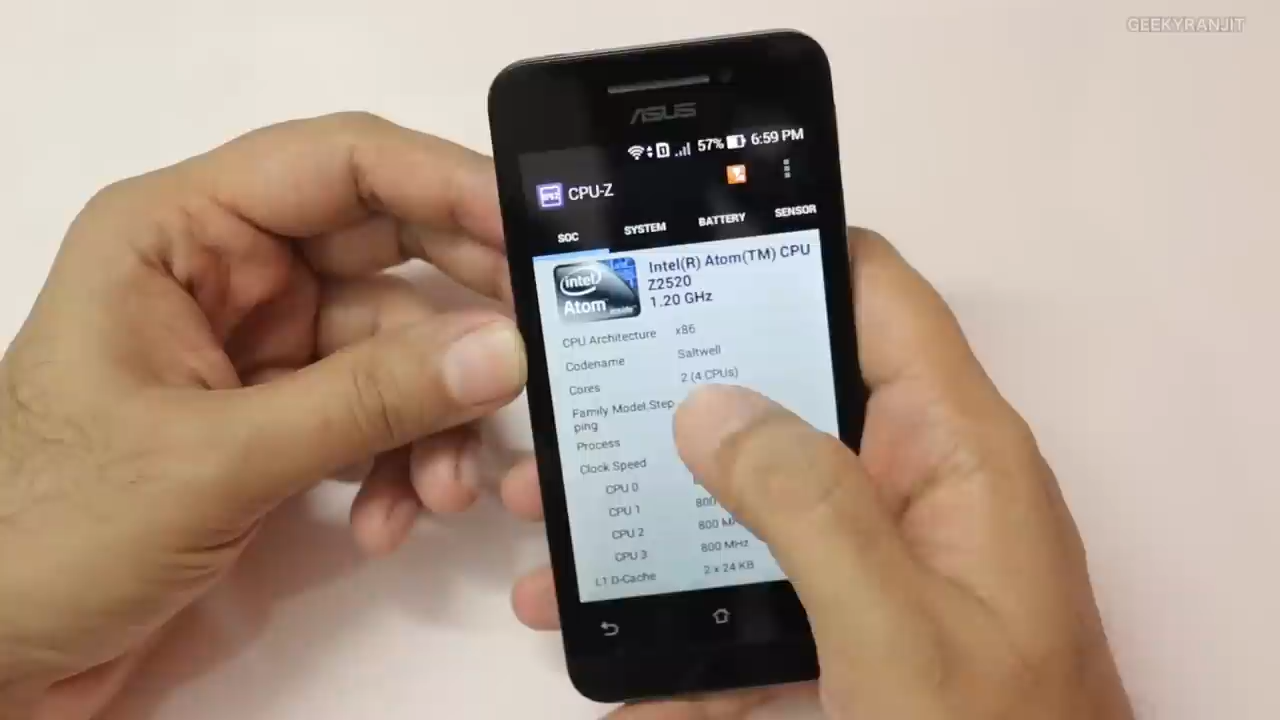 GEEKYRANJIT
ASUS
57% 6:59 PM
CPU-Z
SOC SYSTEM BATTERY SENSOR
intel Atom inside
Intel(R) Atom(TM) CPU
Z2520
1.20 GHz
CPU Architecture x86
Codename Saltwell
Cores 2 (4 CPUs)
Family Model Step
ping
Process
Clock Speed
CPU 0
CPU 1 800
CPU 2 800
CPU 3 800 MHz
L1 D-Cache 2 x 24 KB